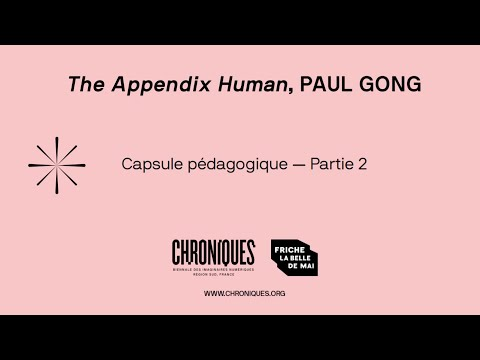 The Appendix Human, PAUL GONG
Capsule pédagogique — Partie 2
CHRONIQUES
BIENNALE DES IMAGINAIRES NUMÉRIQUES
RÉGION SUD, FRANCE
FRICHE
LA BELLE
DE MAI
WWW.CHRONIQUES.ORG